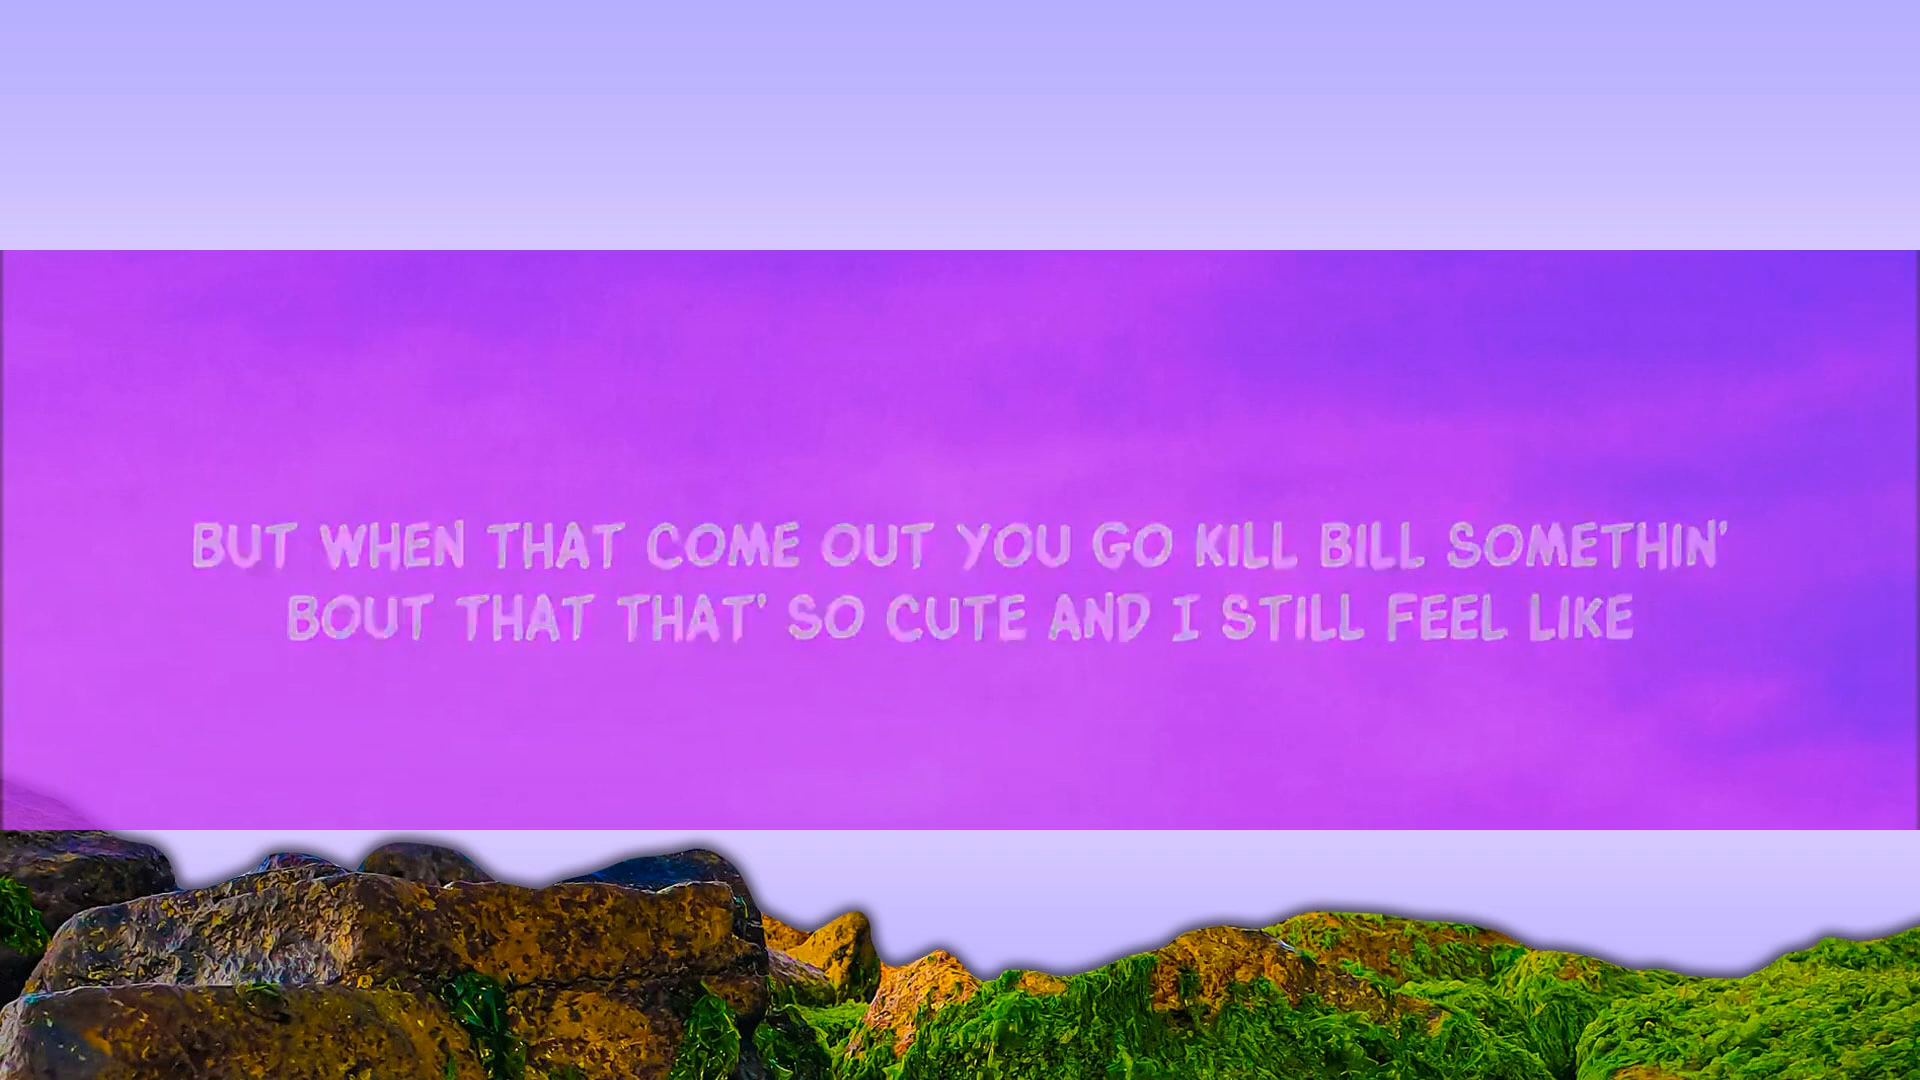 BUT WHEN THAT COME OUT YOU GO KILL BILL SOMETHIN'
BOUT THAT THAT' SO CUTE AND I STILL FEEL LIKE